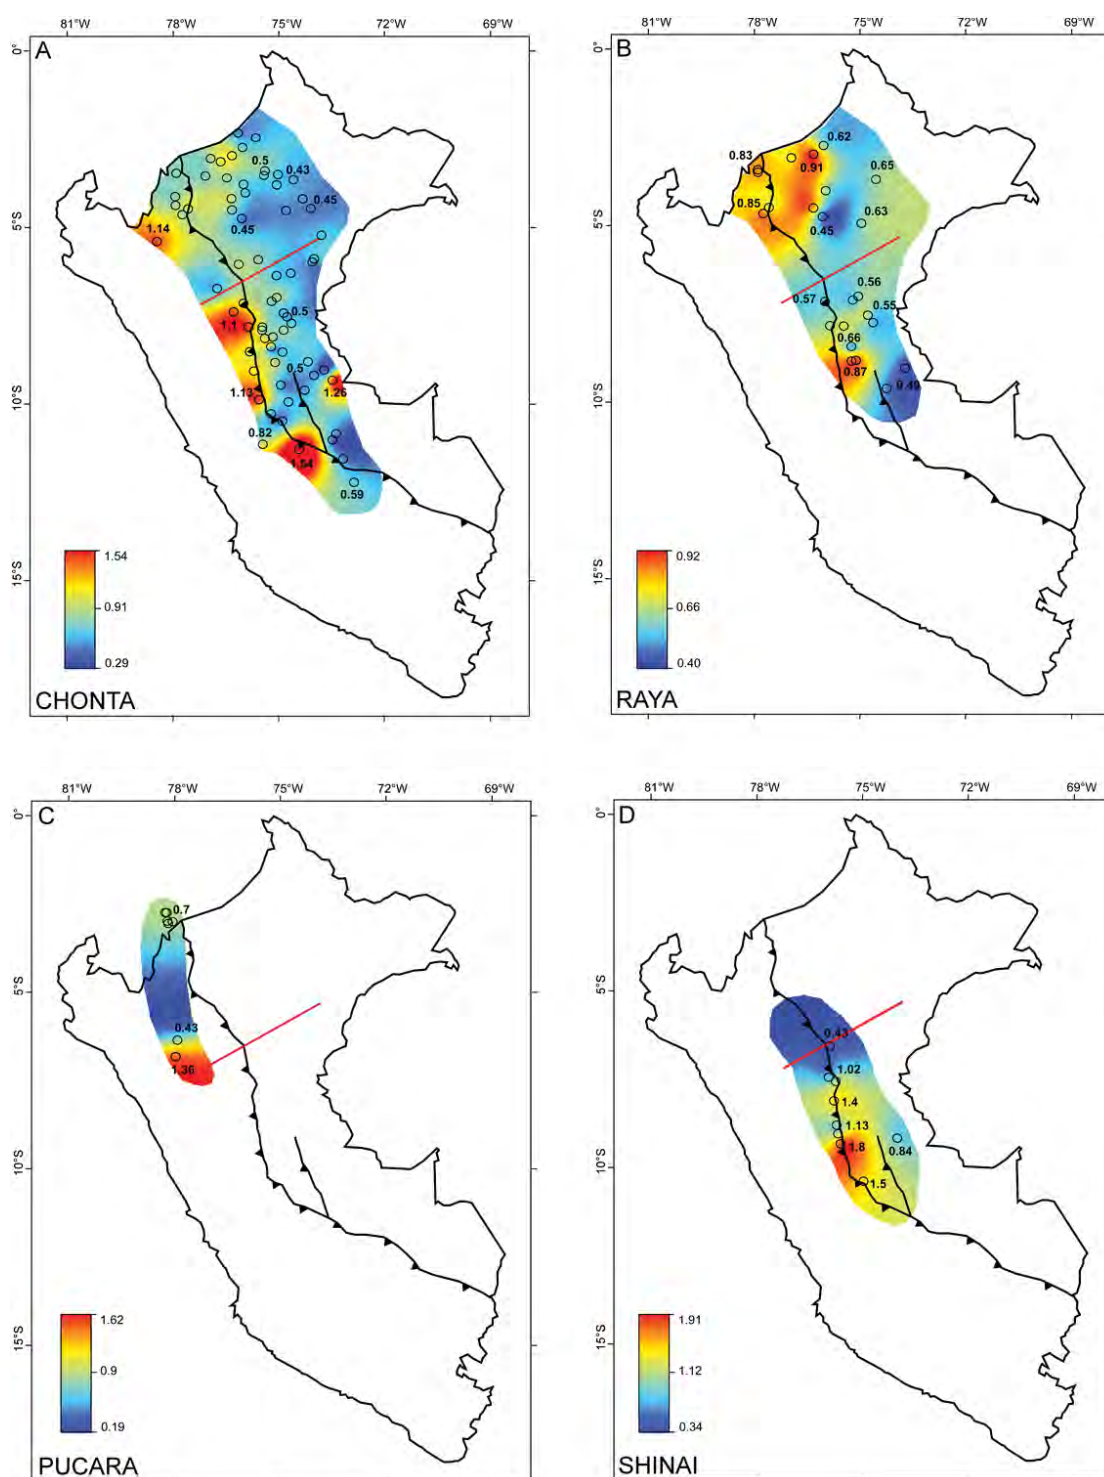 81°W 78°W 75°W 72°W 69°W
A
0°
5°S
10°S
15°S
0.5
0.43
0.45
0.45
1.14
1.1
0.5
0.5
1.13
1.26
0.82
1.54
0.59
1.54
0.91
0.29
CHONTA
81°W 78°W 75°W 72°W 69°W
B
0°
5°S
10°S
15°S
0.62
0.83
0.91
0.65
0.85
0.45
0.63
0.57
0.56
0.55
0.66
0.87
0.49
0.92
0.66
0.40
RAYA
81°W 78°W 75°W 72°W 69°W
C
0°
5°S
10°S
15°S
0.7
0.43
1.36
1.62
0.9
0.19
PUCARA
81°W 78°W 75°W 72°W 69°W
D
0°
5°S
10°S
15°S
0.43
1.02
1.4
1.13
1.8
0.84
1.5
1.91
1.12
0.34
SHINAI